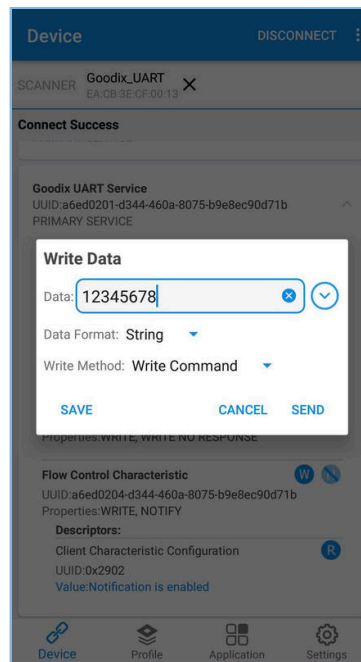 Device DISCONNECT
SCANNER Goodix_UART
EA:CB:3E:CF:00:13
Connect Success
Goodix UART Service
UUID:a6ed0201-d344-460a-8075-b9e8ec90d71b
PRIMARY SERVICE
Write Data
Data: 12345678
Data Format: String
Write Method: Write Command
SAVE CANCEL SEND
Properties:WRITE, WRITE NO RESPONSE
Flow Control Characteristic W N
UUID:a6ed0204-d344-460a-8075-b9e8ec90d71b
Properties:WRITE, NOTIFY
Descriptors:
Client Characteristic Configuration R
UUID:0x2902
Value:Notification is enabled
Device Profile Application Settings